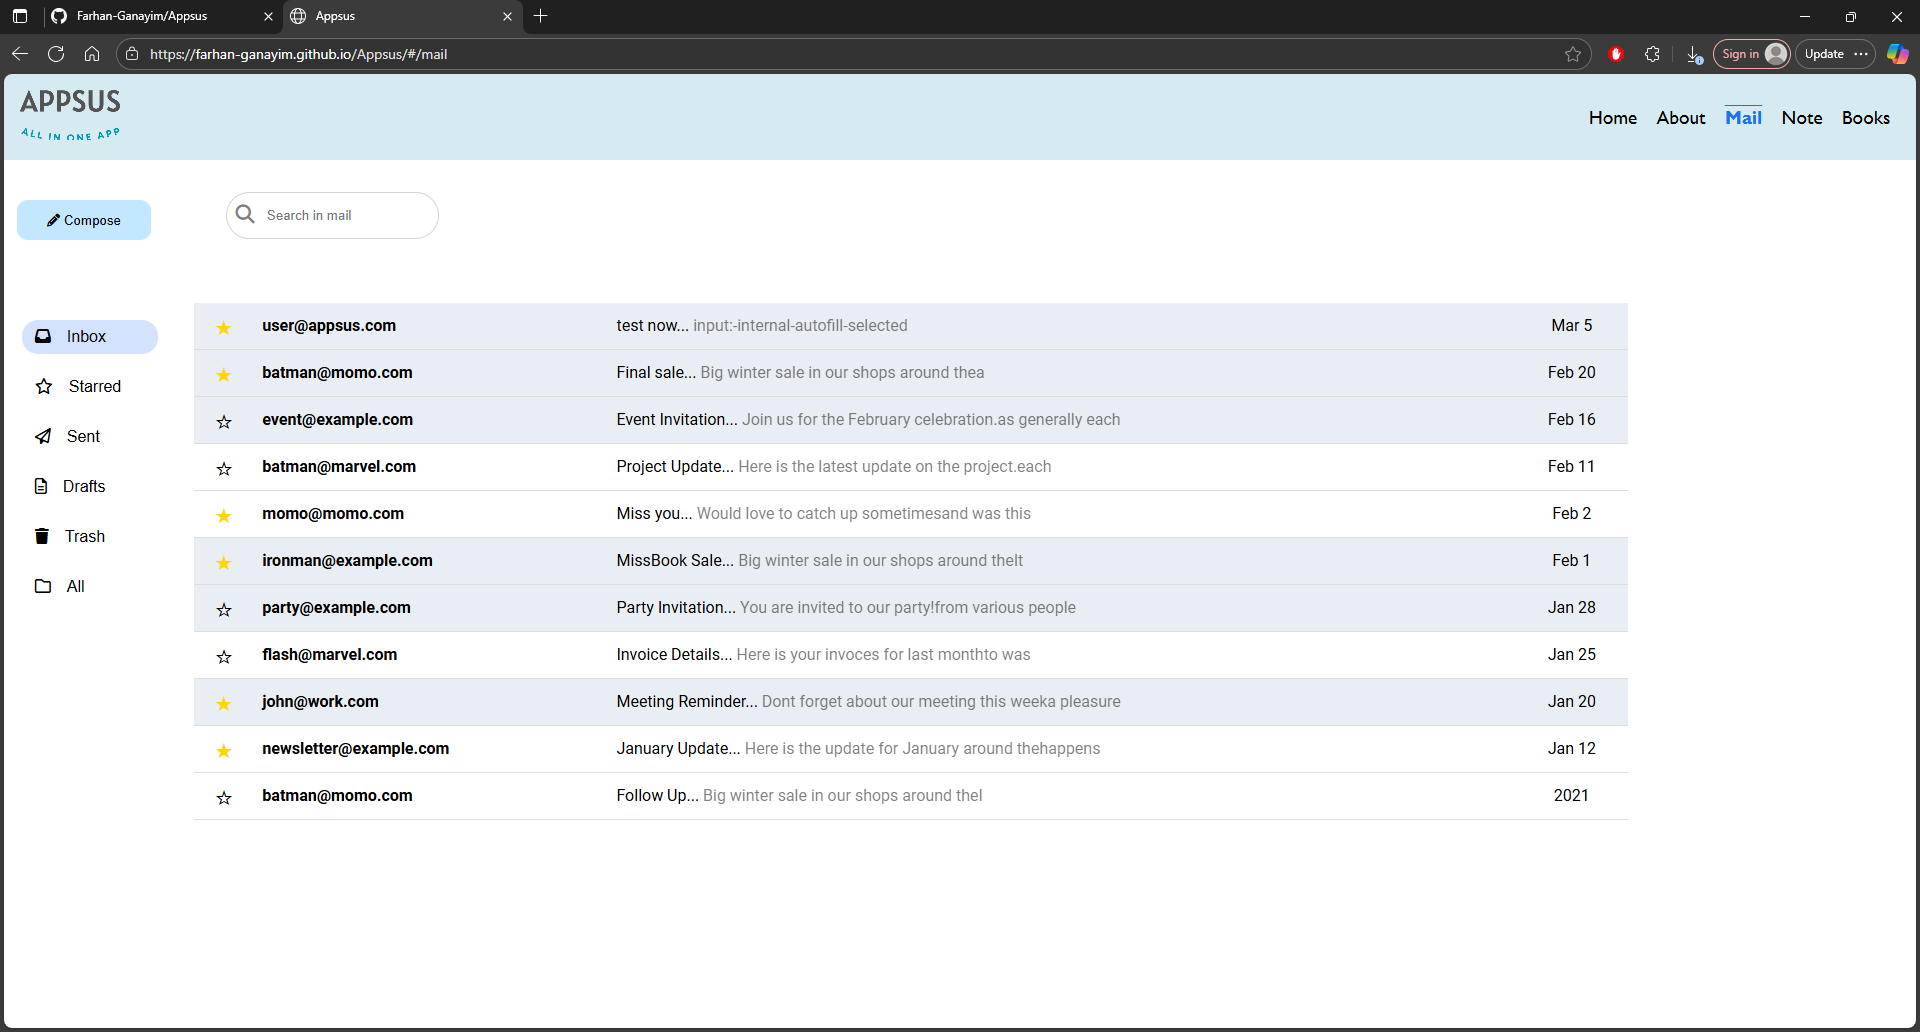 Farhan-Ganayim/Appsus
Appsus
https://farhan-ganayim.github.io/Appsus/#/mail
Sign in
Update
APPSUS
ALL IN ONE APP
Home About Mail Note Books
Compose
Search in mail
Inbox
Starred
Sent
Drafts
Trash
All
user@appsus.com test now... input:-internal-autofill-selected Mar 5
batman@momo.com Final sale... Big winter sale in our shops around thea Feb 20
event@example.com Event Invitation... Join us for the February celebration.as generally each Feb 16
batman@marvel.com Project Update... Here is the latest update on the project.each Feb 11
momo@momo.com Miss you... Would love to catch up sometimesand was this Feb 2
ironman@example.com MissBook Sale... Big winter sale in our shops around theIt Feb 1
party@example.com Party Invitation... You are invited to our party!from various people Jan 28
flash@marvel.com Invoice Details... Here is your invoces for last monthto was Jan 25
john@work.com Meeting Reminder... Dont forget about our meeting this weeka pleasure Jan 20
newsletter@example.com January Update... Here is the update for January around thehappens Jan 12
batman@momo.com Follow Up... Big winter sale in our shops around theI 2021